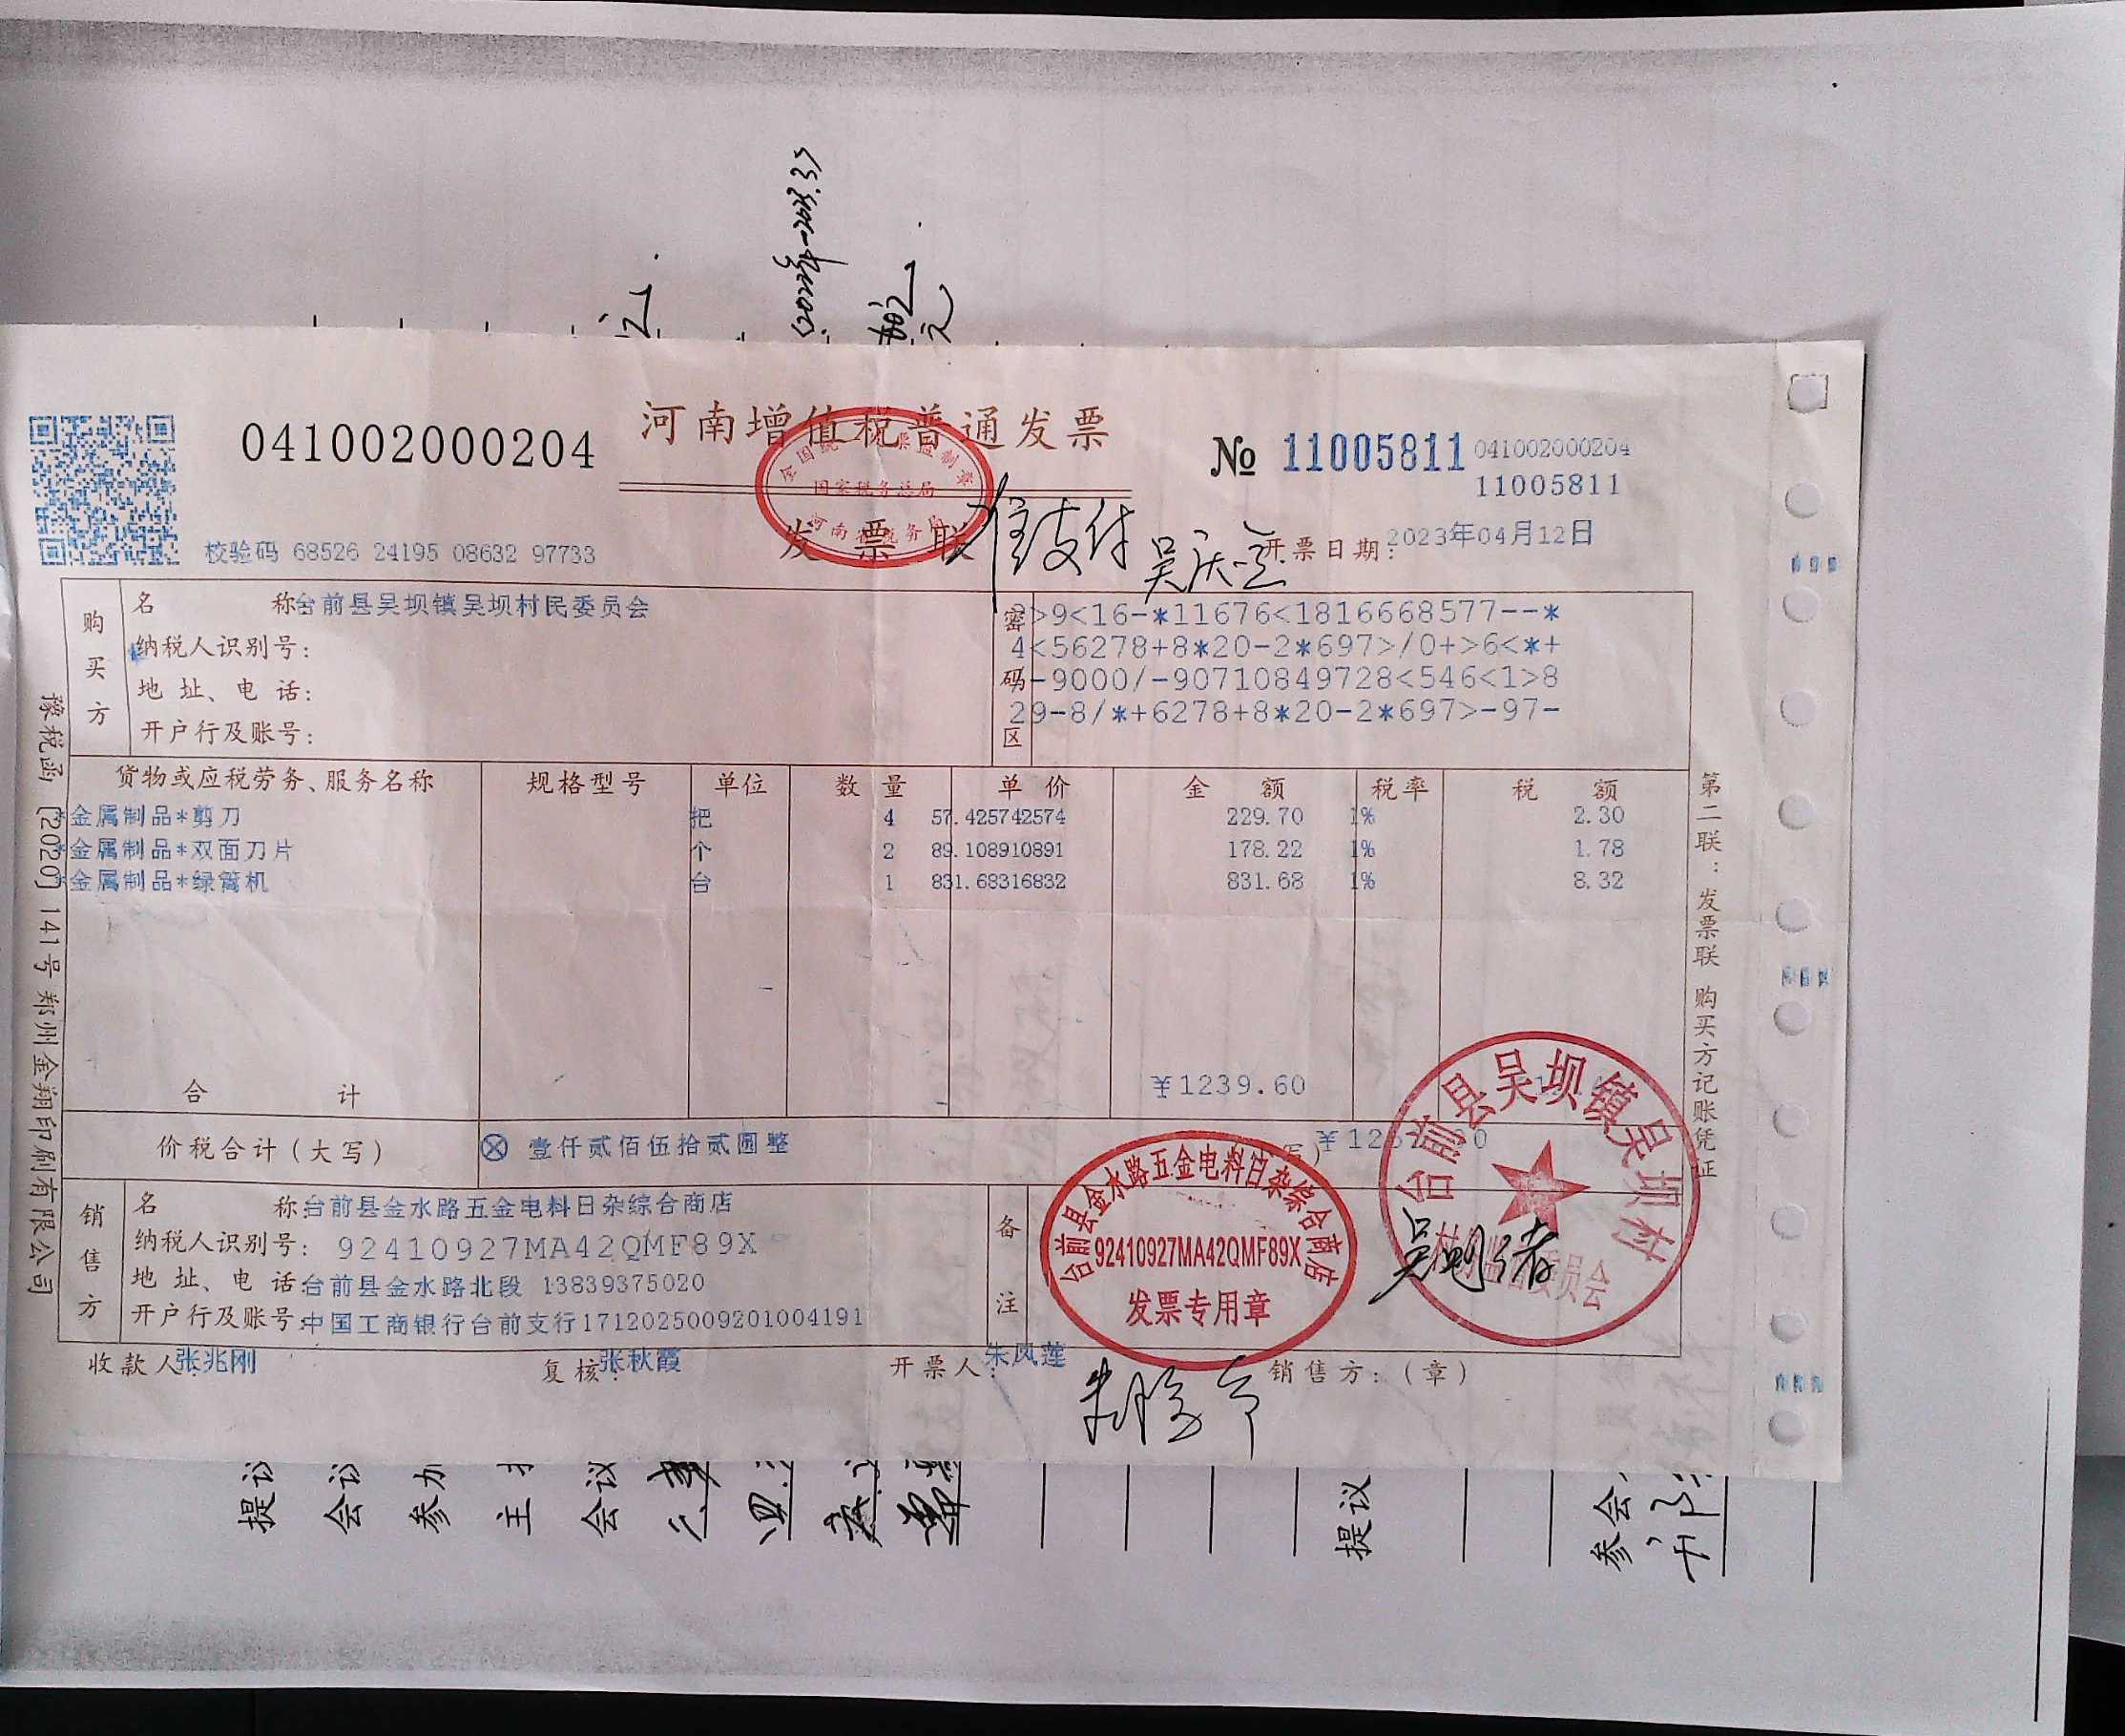 041002000204
河南增值税普通发票
发票联
全国统一发票监制章
国家税务总局
河南省税务局
№ 11005811
041002000204
11005811
校验码 68526 24195 08632 97733
准支付 吴庆
开票日期：2023年04月12日
购买方
名称：台前县吴坝镇吴坝村民委员会
纳税人识别号：
地址、电话：
开户行及账号：
密码区
>9<16-*11676<1816668577--*
4<56278+8*20-2*697>/0+>6<*+
-9000/-90710849728<546<1>8
29-8/*+6278+8*20-2*697>-97-
货物或应税劳务、服务名称 规格型号 单位 数量 单价 金额 税率 税额
*金属制品*剪刀 把 4 57.425742574 229.70 1% 2.30
*金属制品*双面刀片 个 2 89.108910891 178.22 1% 1.78
*金属制品*绿篱机 台 1 831.68316832 831.68 1% 8.32
合计 ¥1239.60
价税合计（大写） ⊗ 壹仟贰佰伍拾贰圆整
销售方
名称：台前县金水路五金电料日杂综合商店
纳税人识别号：92410927MA42QMF89X
地址、电话：台前县金水路北段 13839375020
开户行及账号：中国工商银行台前支行1712025009201004191
备注
台前县金水路五金电料日杂综合商店
92410927MA42QMF89X
发票专用章
台前县吴坝镇吴坝村
村务监督委员会
收款人：张兆刚 复核：张秋霞 开票人：朱凤莲 销售方：（章）
豫税函〔2020〕141号郑州金翔印刷有限公司
第二联：发票联 购买方记账凭证
提议
会议
参加
主
会议
提议
参会